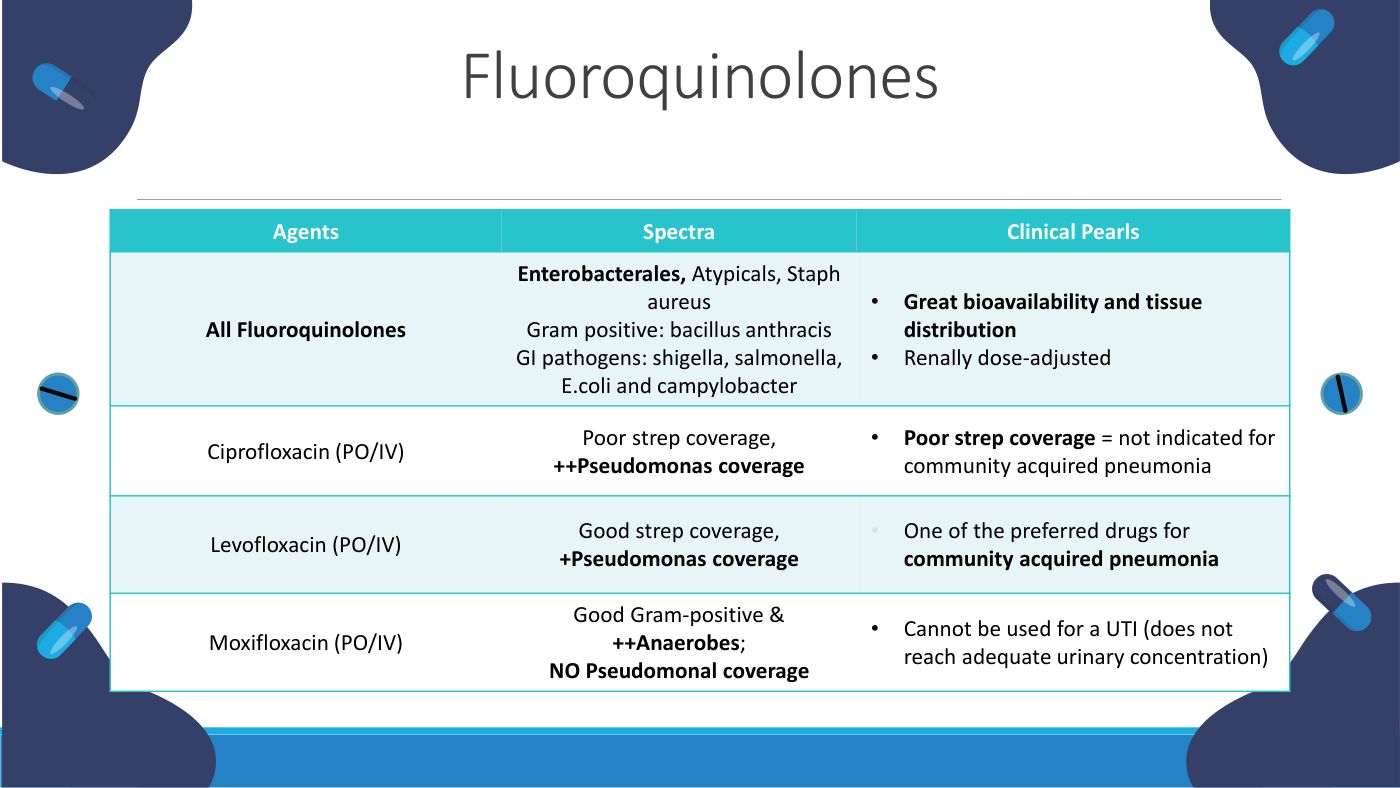 Fluoroquinolones
Agents
Spectra
Clinical Pearls
All Fluoroquinolones
Enterobacterales, Atypicals, Staph
aureus
Gram positive: bacillus anthracis
GI pathogens: shigella, salmonella,
E.coli and campylobacter
• Great bioavailability and tissue
distribution
• Renally dose-adjusted
Ciprofloxacin (PO/IV)
Poor strep coverage,
++Pseudomonas coverage
• Poor strep coverage = not indicated for
community acquired pneumonia
Levofloxacin (PO/IV)
Good strep coverage,
+Pseudomonas coverage
• One of the preferred drugs for
community acquired pneumonia
Moxifloxacin (PO/IV)
Good Gram-positive &
++Anaerobes;
NO Pseudomonal coverage
• Cannot be used for a UTI (does not
reach adequate urinary concentration)